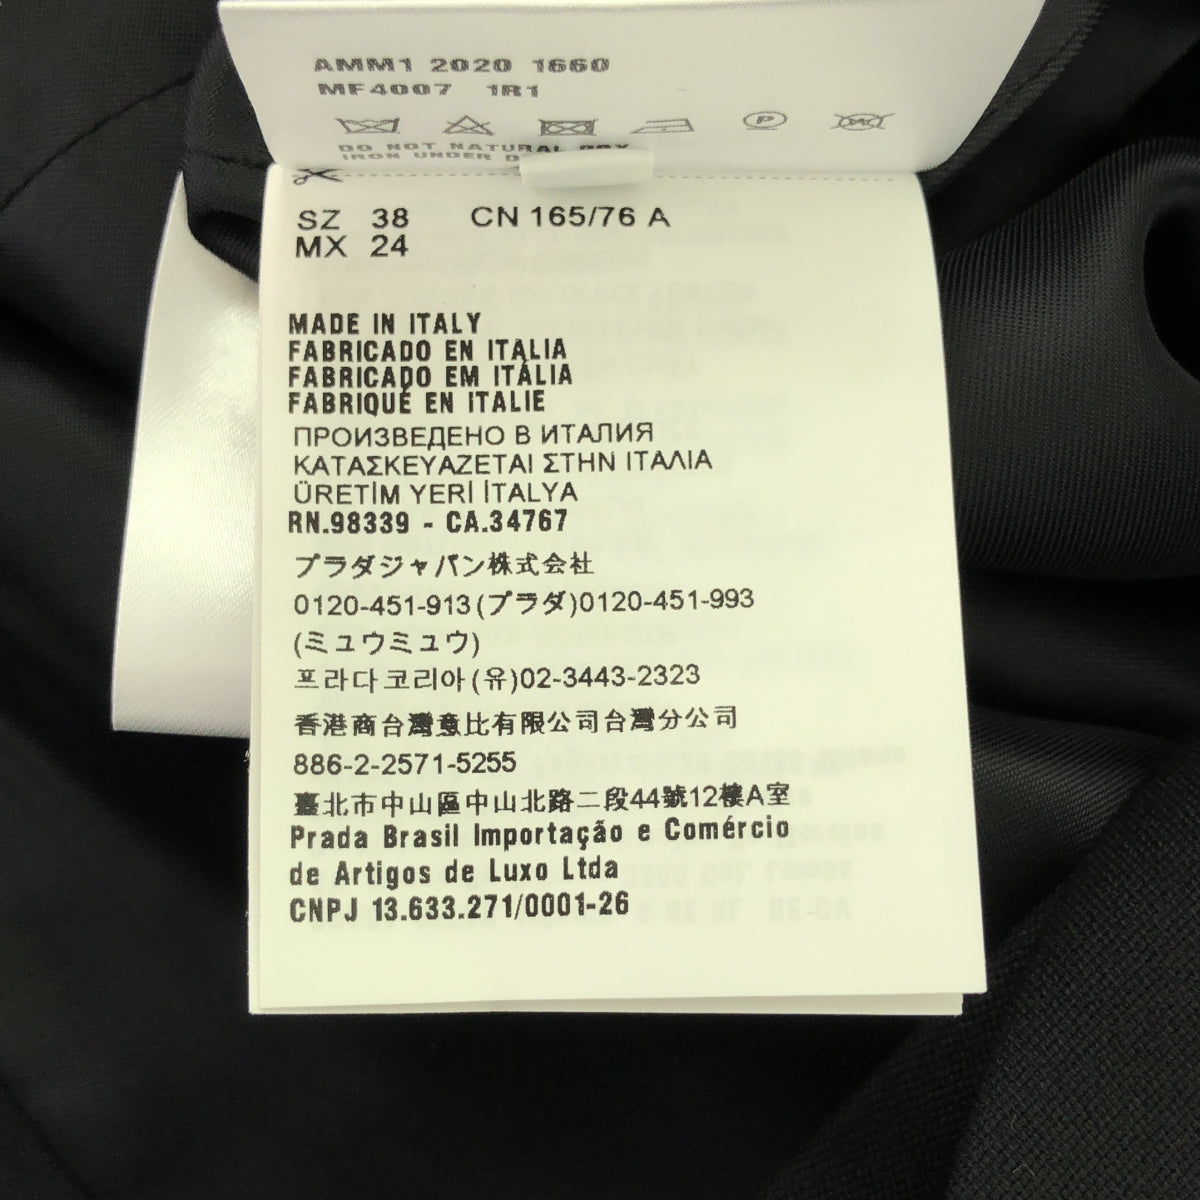 AMM1 2020 1660
MF4007 1R1
DO NOT NATURAL DRY
IRON UNDER
SZ 38 CN 165/76 A
MX 24
MADE IN ITALY
FABRICADO EN ITALIA
FABRICADO EM ITÁLIA
FABRIQUÉ EN ITALIE
ПРОИЗВЕДЕНО В ИТАЛИЯ
ΚΑΤΑΣΚΕΥΑΖΕΤΑΙ ΣΤΗΝ ΙΤΑΛΙΑ
ÜRETİM YERİ İTALYA
RN.98339 - CA.34767
プラダジャパン株式会社
0120-451-913(プラダ)0120-451-993
(ミュウミュウ)
프라다코리아(유)02-3443-2323
香港商台灣意比有限公司台灣分公司
886-2-2571-5255
臺北市中山區中山北路二段44號12樓A室
Prada Brasil Importação e Comércio
de Artigos de Luxo Ltda
CNPJ 13.633.271/0001-26